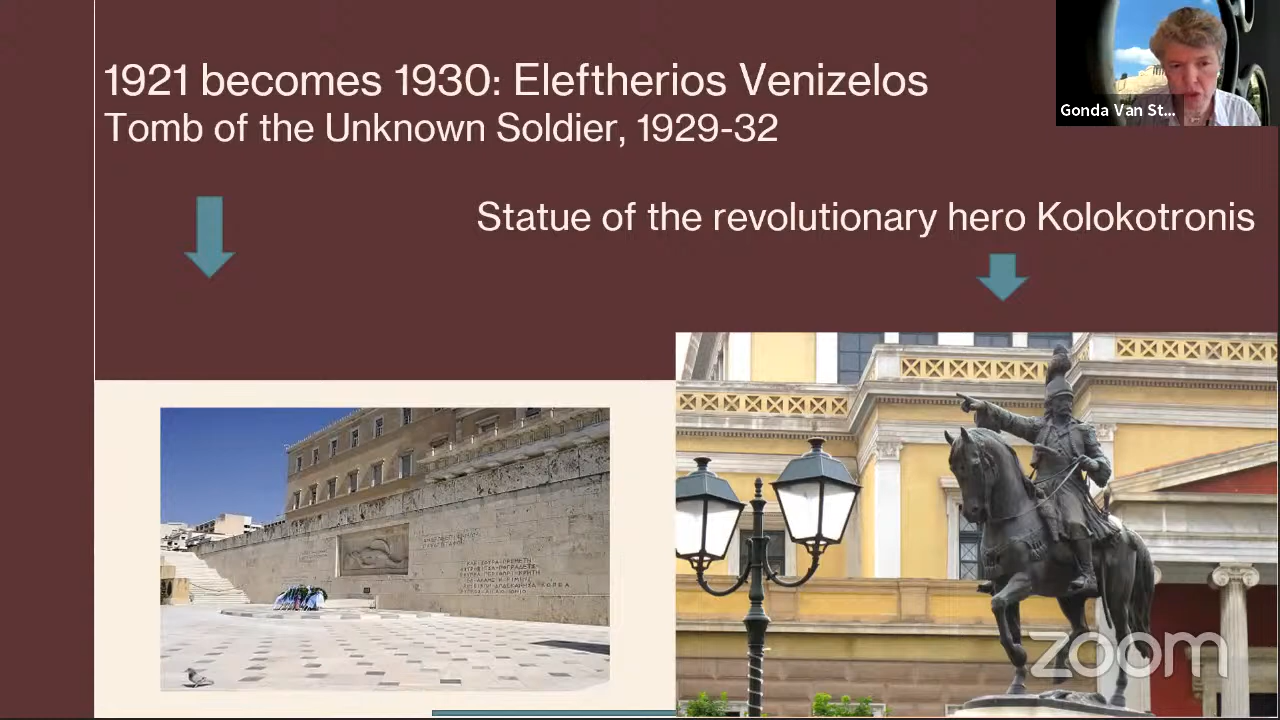 1921 becomes 1930: Eleftherios Venizelos
Tomb of the Unknown Soldier, 1929-32
Gonda Van St...
Statue of the revolutionary hero Kolokotronis
zoom